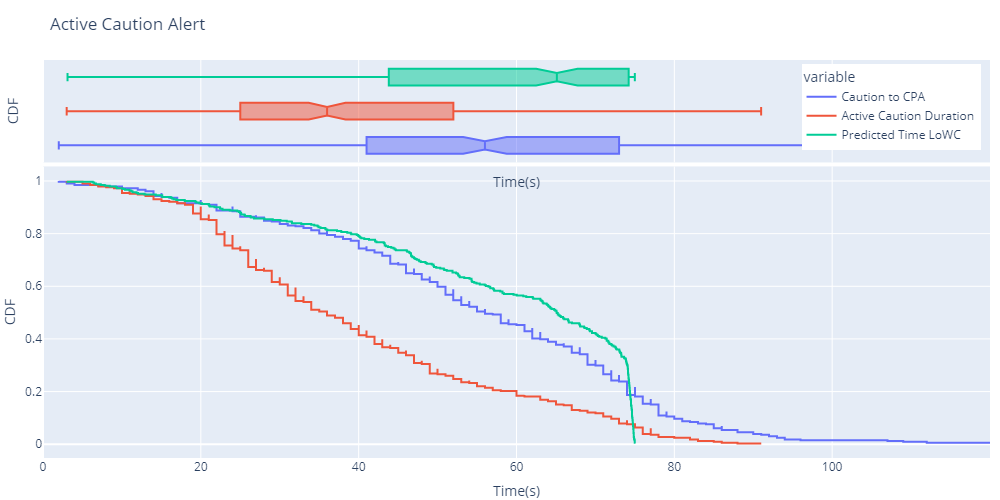 Active Caution Alert
variable
Caution to CPA
Active Caution Duration
Predicted Time LoWC
CDF
Time(s)
1
0.8
0.6
0.4
0.2
0
CDF
0
20
40
60
80
100
Time(s)